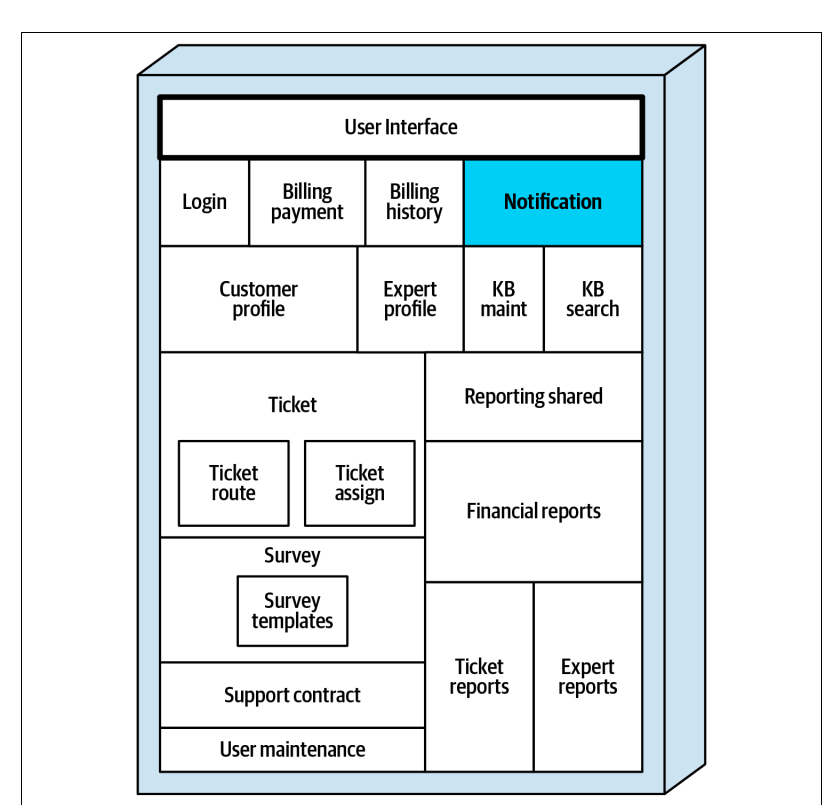 User Interface
Login
Billing
payment
Billing
history
Notification
Customer
profile
Expert
profile
KB
maint
KB
search
Ticket
Ticket
route
Ticket
assign
Reporting shared
Financial reports
Survey
Survey
templates
Support contract
User maintenance
Ticket
reports
Expert
reports